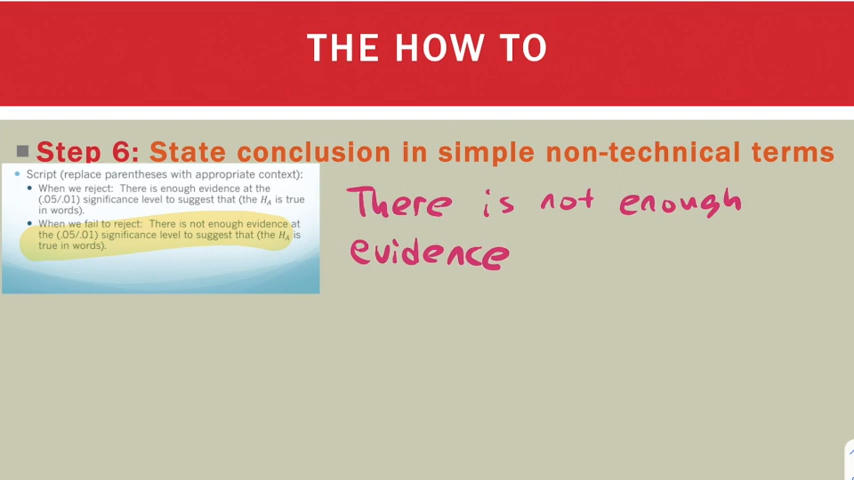 THE HOW TO
Step 6: State conclusion in simple non-technical terms
Script (replace parentheses with appropriate context):
When we reject: There is enough evidence at the
(.05/.01) significance level to suggest that (the H_A is true
in words).
When we fail to reject: There is not enough evidence at
the (.05/.01) significance level to suggest that (the H_A is
true in words).
There is not enough
evidence